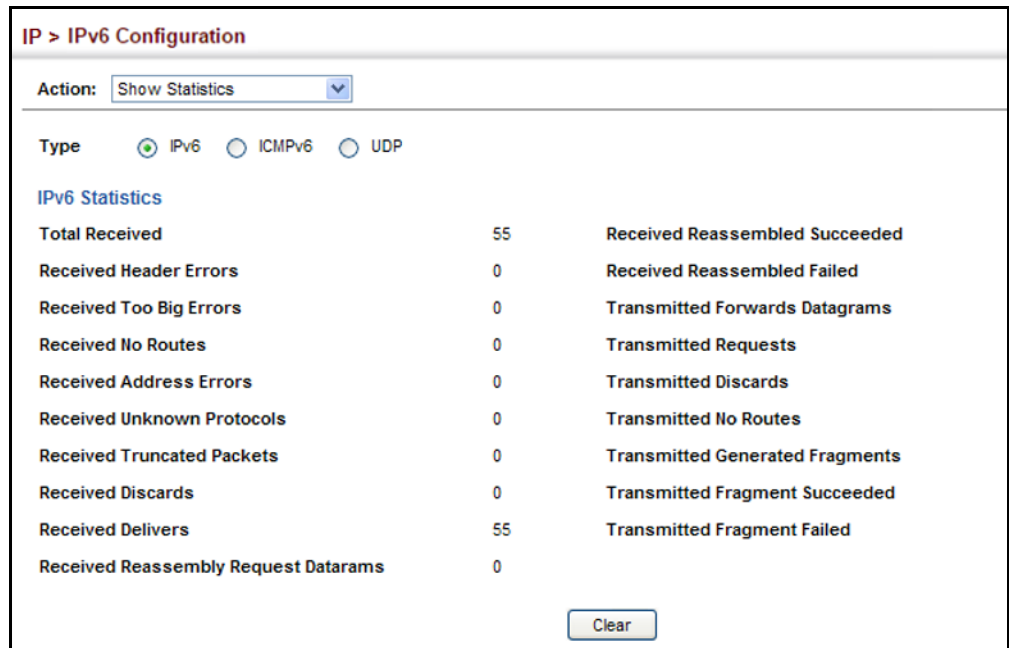 IP > IPv6 Configuration
Action: Show Statistics
Type IPv6 ICMPv6 UDP
IPv6 Statistics
Total Received 55 Received Reassembled Succeeded
Received Header Errors 0 Received Reassembled Failed
Received Too Big Errors 0 Transmitted Forwards Datagrams
Received No Routes 0 Transmitted Requests
Received Address Errors 0 Transmitted Discards
Received Unknown Protocols 0 Transmitted No Routes
Received Truncated Packets 0 Transmitted Generated Fragments
Received Discards 0 Transmitted Fragment Succeeded
Received Delivers 55 Transmitted Fragment Failed
Received Reassembly Request Datarams 0
Clear